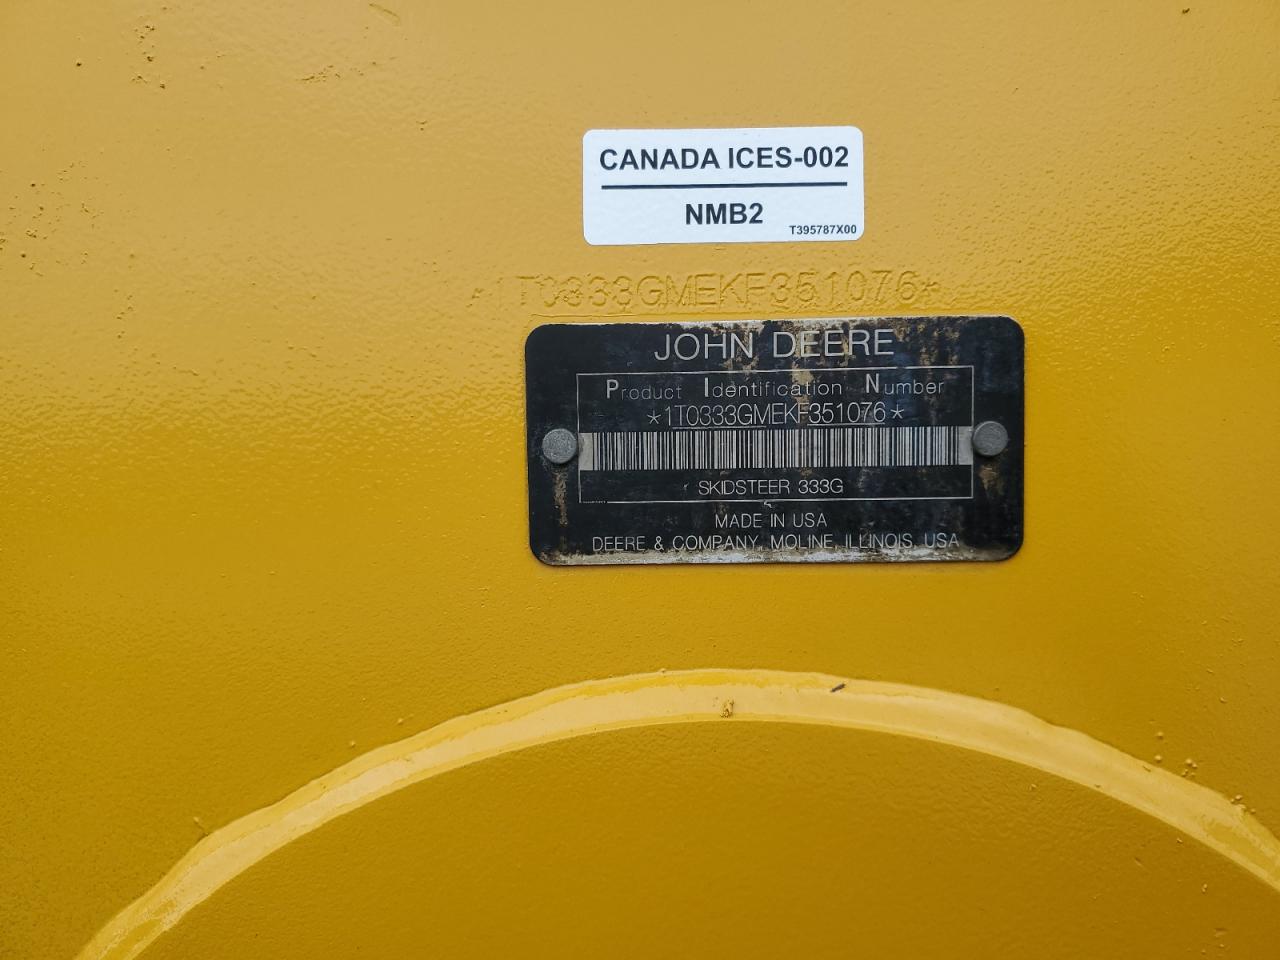 CANADA ICES-002
NMB2
T395787X00
*1T0333GMEKF351076*
JOHN DEERE
Product Identification Number
*1T0333GMEKF351076*
SKIDSTEER 333G
MADE IN USA
DEERE & COMPANY, MOLINE, ILLINOIS, USA